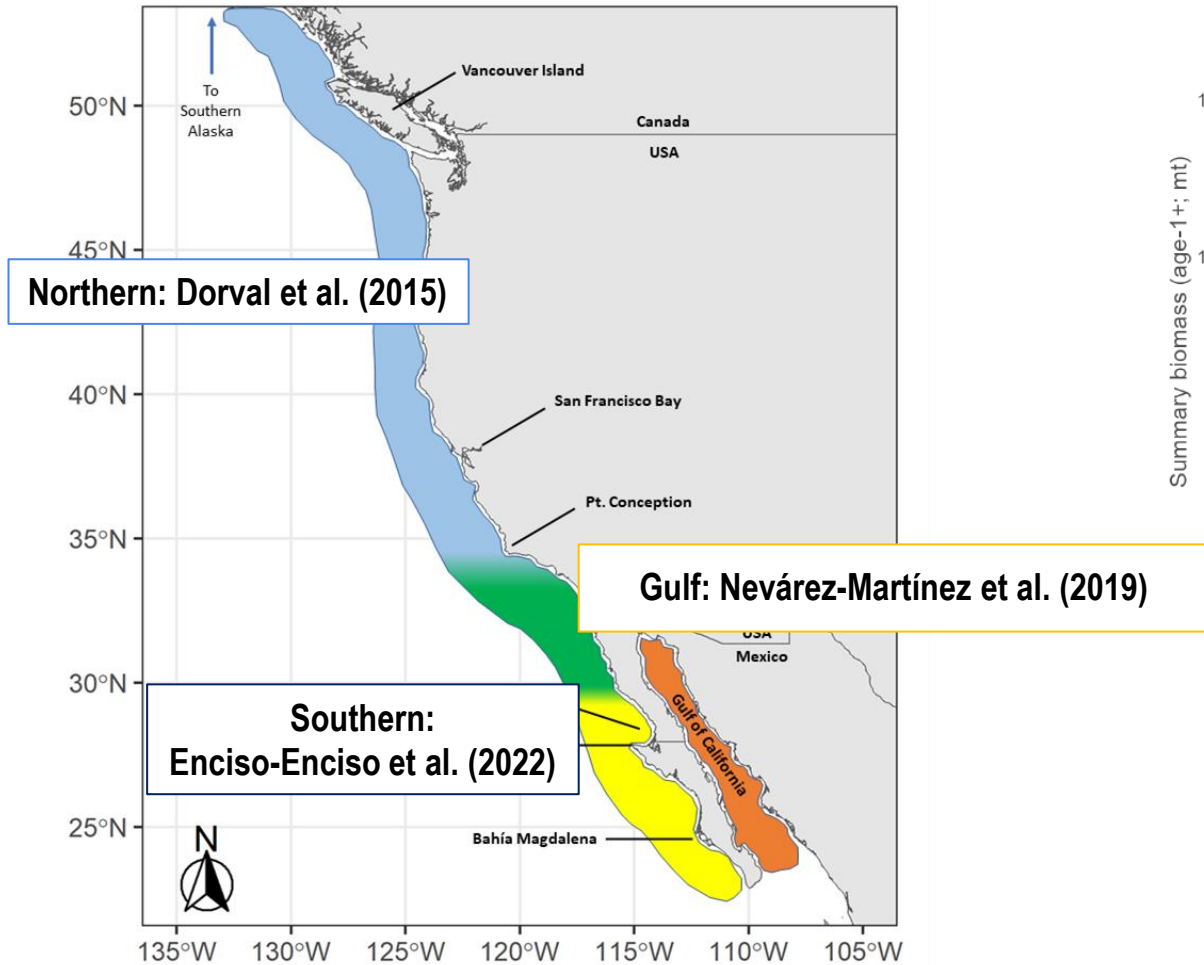 To
Southern
Alaska
Vancouver Island
50°N
Canada
USA
45°N
Northern: Dorval et al. (2015)
40°N
San Francisco Bay
Pt. Conception
35°N
Gulf: Nevárez-Martínez et al. (2019)
USA
Mexico
30°N
Gulf of California
Southern:
Enciso-Enciso et al. (2022)
Bahía Magdalena
25°N
N
135°W 130°W 125°W 120°W 115°W 110°W 105°W
Summary biomass (age-1+; mt)
1
1